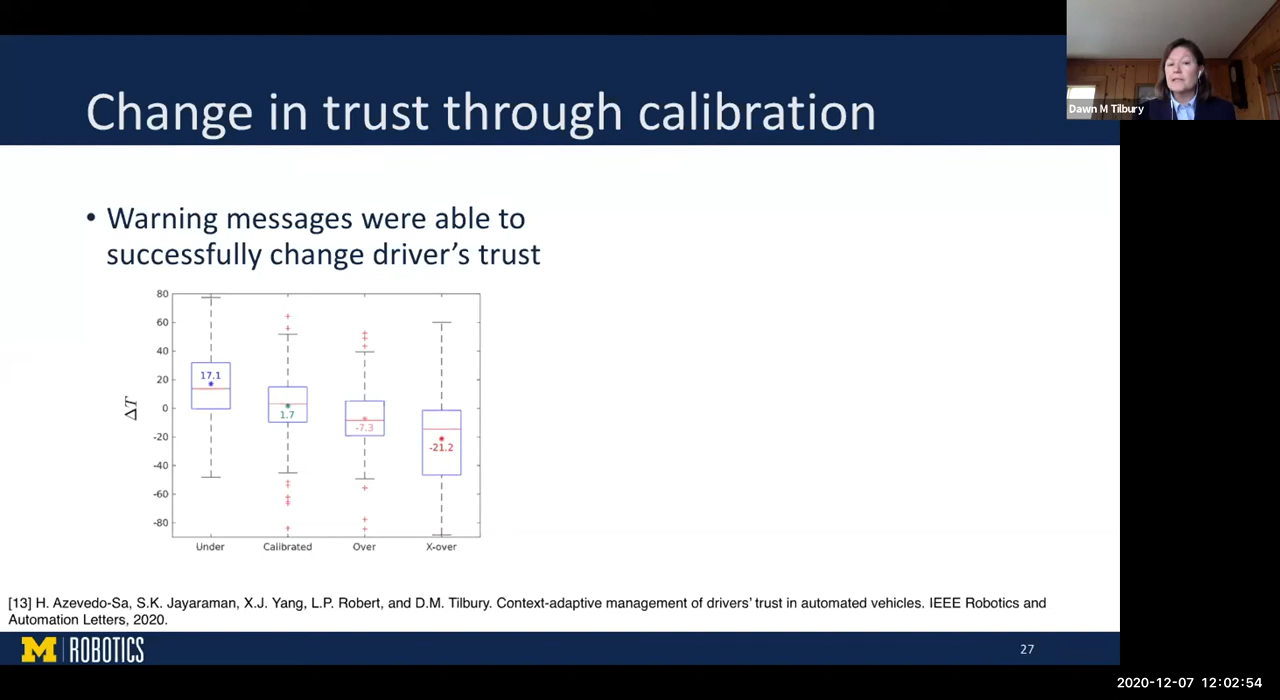 Change in trust through calibration
Dawn M Tilbury
• Warning messages were able to
successfully change driver's trust
80
60
40
20
0
-20
-40
-60
-80
ΔT
17.1
1.7
-7.3
-21.2
Under
Calibrated
Over
X-over
[13] H. Azevedo-Sa, S.K. Jayaraman, X.J. Yang, L.P. Robert, and D.M. Tilbury. Context-adaptive management of drivers' trust in automated vehicles. IEEE Robotics and
Automation Letters, 2020.
M ROBOTICS
27
2020-12-07 12:02:54